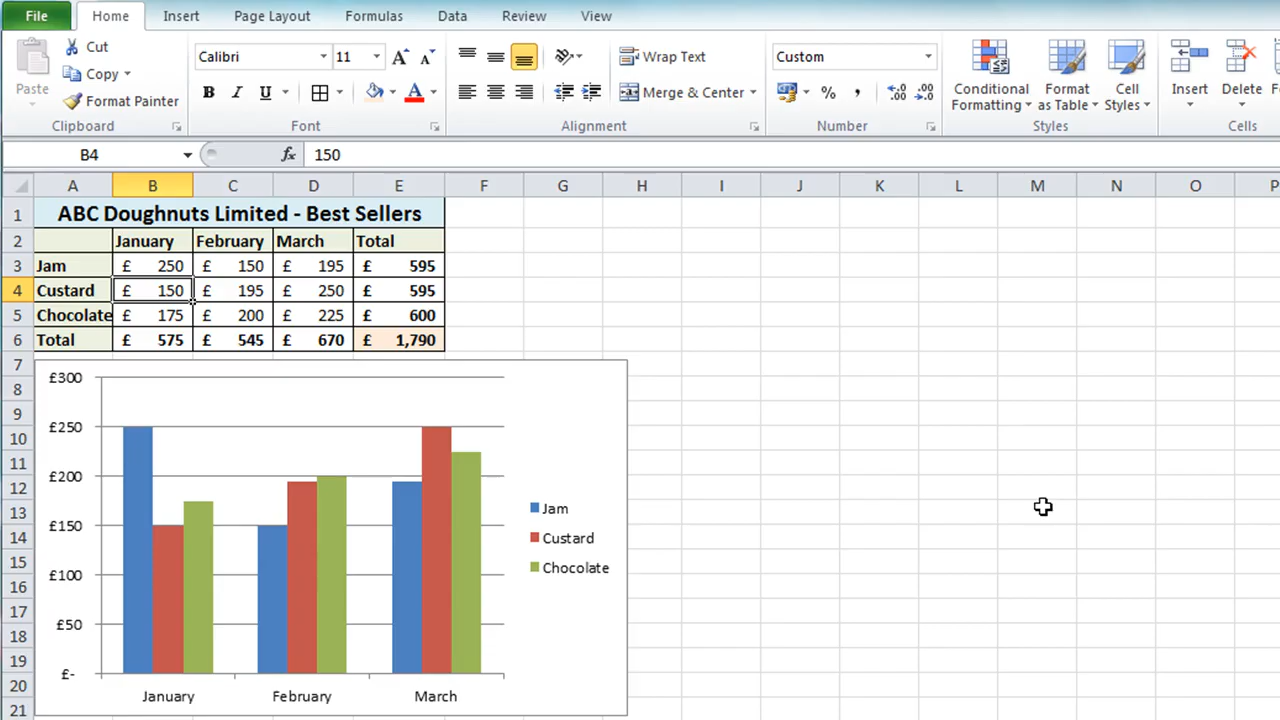 File Home Insert Page Layout Formulas Data Review View
Cut
Copy
Format Painter
Paste
Clipboard
Calibri 11 A A
B I U A
Font
Wrap Text
Merge & Center
Alignment
Custom
% , .00
Number
Conditional Formatting
Format as Table
Cell Styles
Styles
Insert
Delete
Cells
B4 fx 150
A B C D E F G H I J K L M N O P
1 ABC Doughnuts Limited - Best Sellers
2 January February March Total
3 Jam £ 250 £ 150 £ 195 £ 595
4 Custard £ 150 £ 195 £ 250 £ 595
5 Chocolate £ 175 £ 200 £ 225 £ 600
6 Total £ 575 £ 545 £ 670 £ 1,790
7
8
9
10
11
12
13
14
15
16
17
18
19
20
21
£300
£250
£200
£150
£100
£50
£-
January February March
Jam
Custard
Chocolate